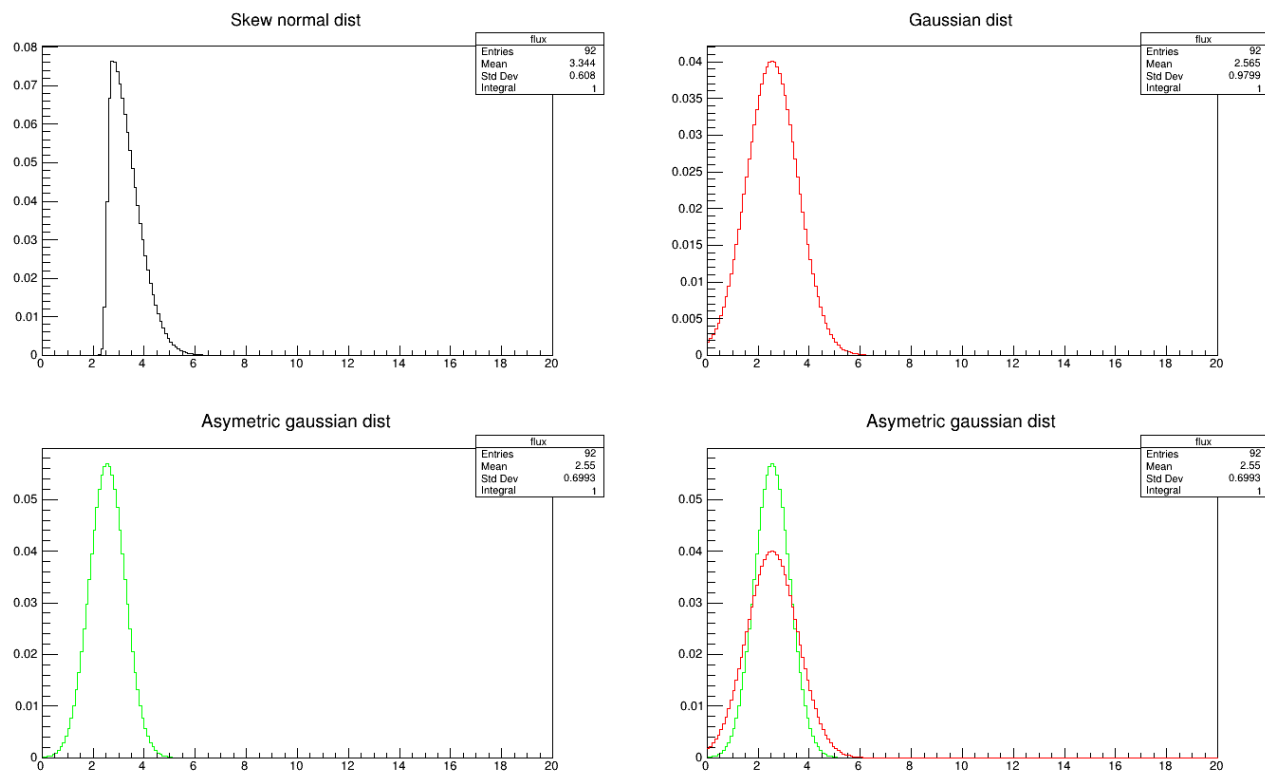 Skew normal dist
flux
Entries 92
Mean 3.344
Std Dev 0.608
Integral 1
0.08
0.07
0.06
0.05
0.04
0.03
0.02
0.01
0
0 2 4 6 8 10 12 14 16 18 20
Gaussian dist
flux
Entries 92
Mean 2.565
Std Dev 0.9799
Integral 1
0.04
0.035
0.03
0.025
0.02
0.015
0.01
0.005
0
0 2 4 6 8 10 12 14 16 18 20
Asymetric gaussian dist
flux
Entries 92
Mean 2.55
Std Dev 0.6993
Integral 1
0.05
0.04
0.03
0.02
0.01
0
0 2 4 6 8 10 12 14 16 18 20
Asymetric gaussian dist
flux
Entries 92
Mean 2.55
Std Dev 0.6993
Integral 1
0.05
0.04
0.03
0.02
0.01
0
0 2 4 6 8 10 12 14 16 18 20